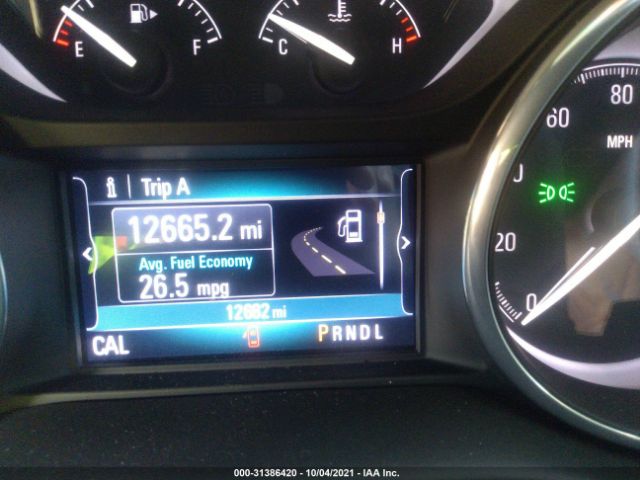 E F
C H
80
60
MPH
i Trip A
12665.2 mi
20
Avg. Fuel Economy
26.5 mpg
0
12682 mi
CAL
PRNDL
000-31386420 - 10/04/2021 - IAA Inc.